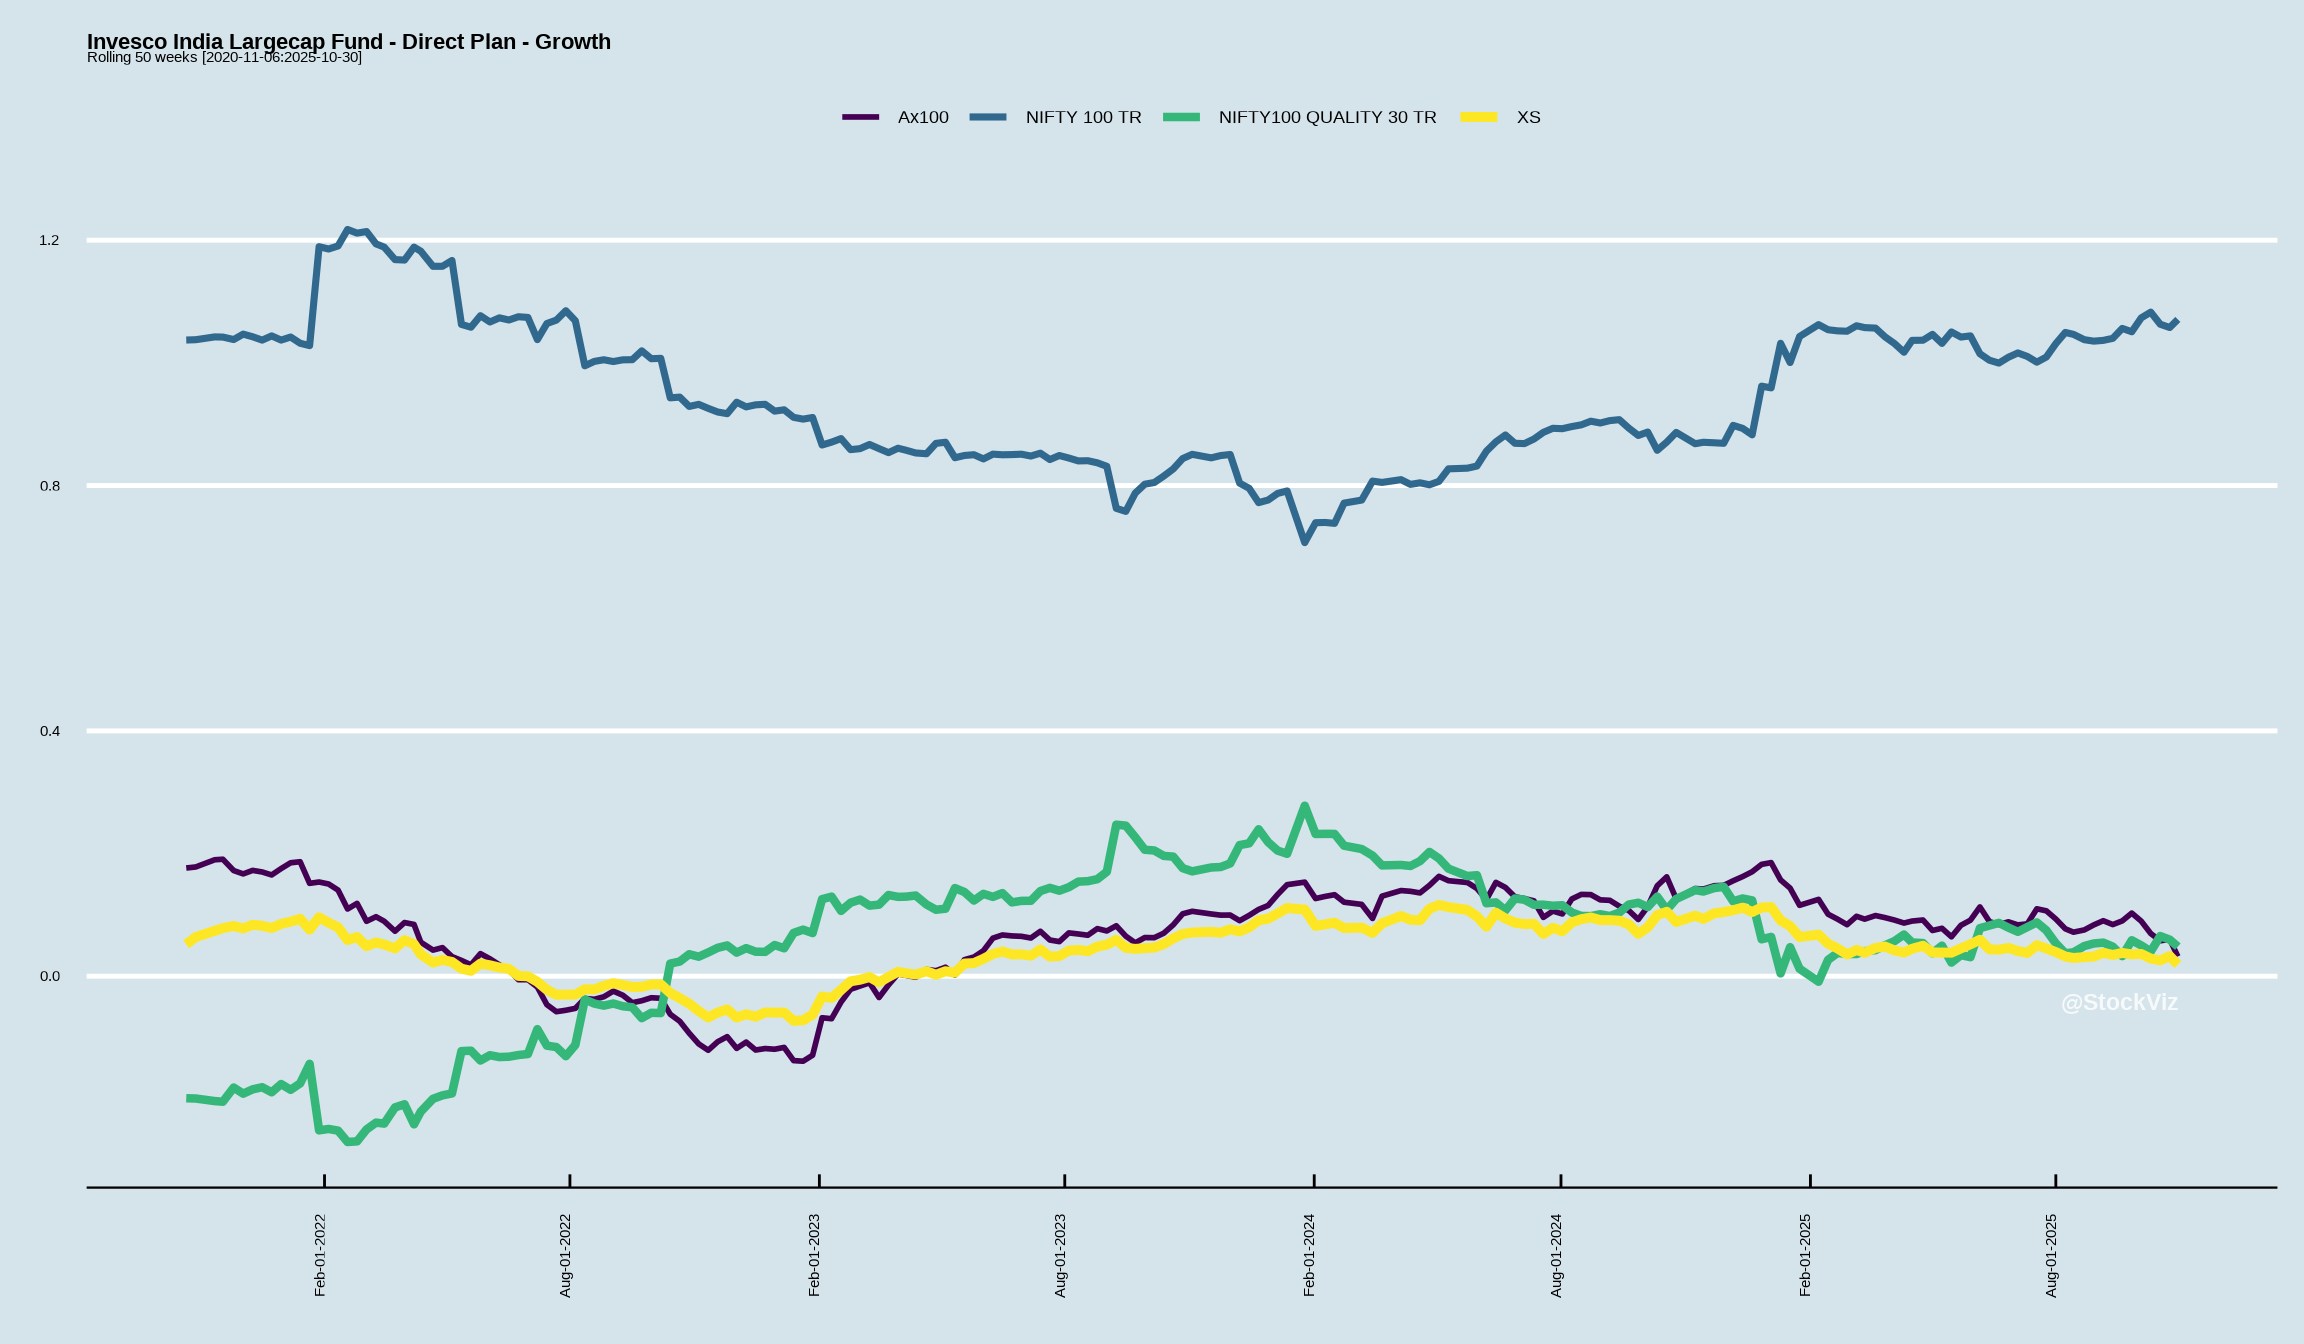 Invesco India Largecap Fund - Direct Plan - Growth
Rolling 50 weeks [2020-11-06:2025-10-30]
Ax100 NIFTY 100 TR NIFTY100 QUALITY 30 TR XS
1.2
0.8
0.4
0.0
@StockViz
Feb-01-2022 Aug-01-2022 Feb-01-2023 Aug-01-2023 Feb-01-2024 Aug-01-2024 Feb-01-2025 Aug-01-2025